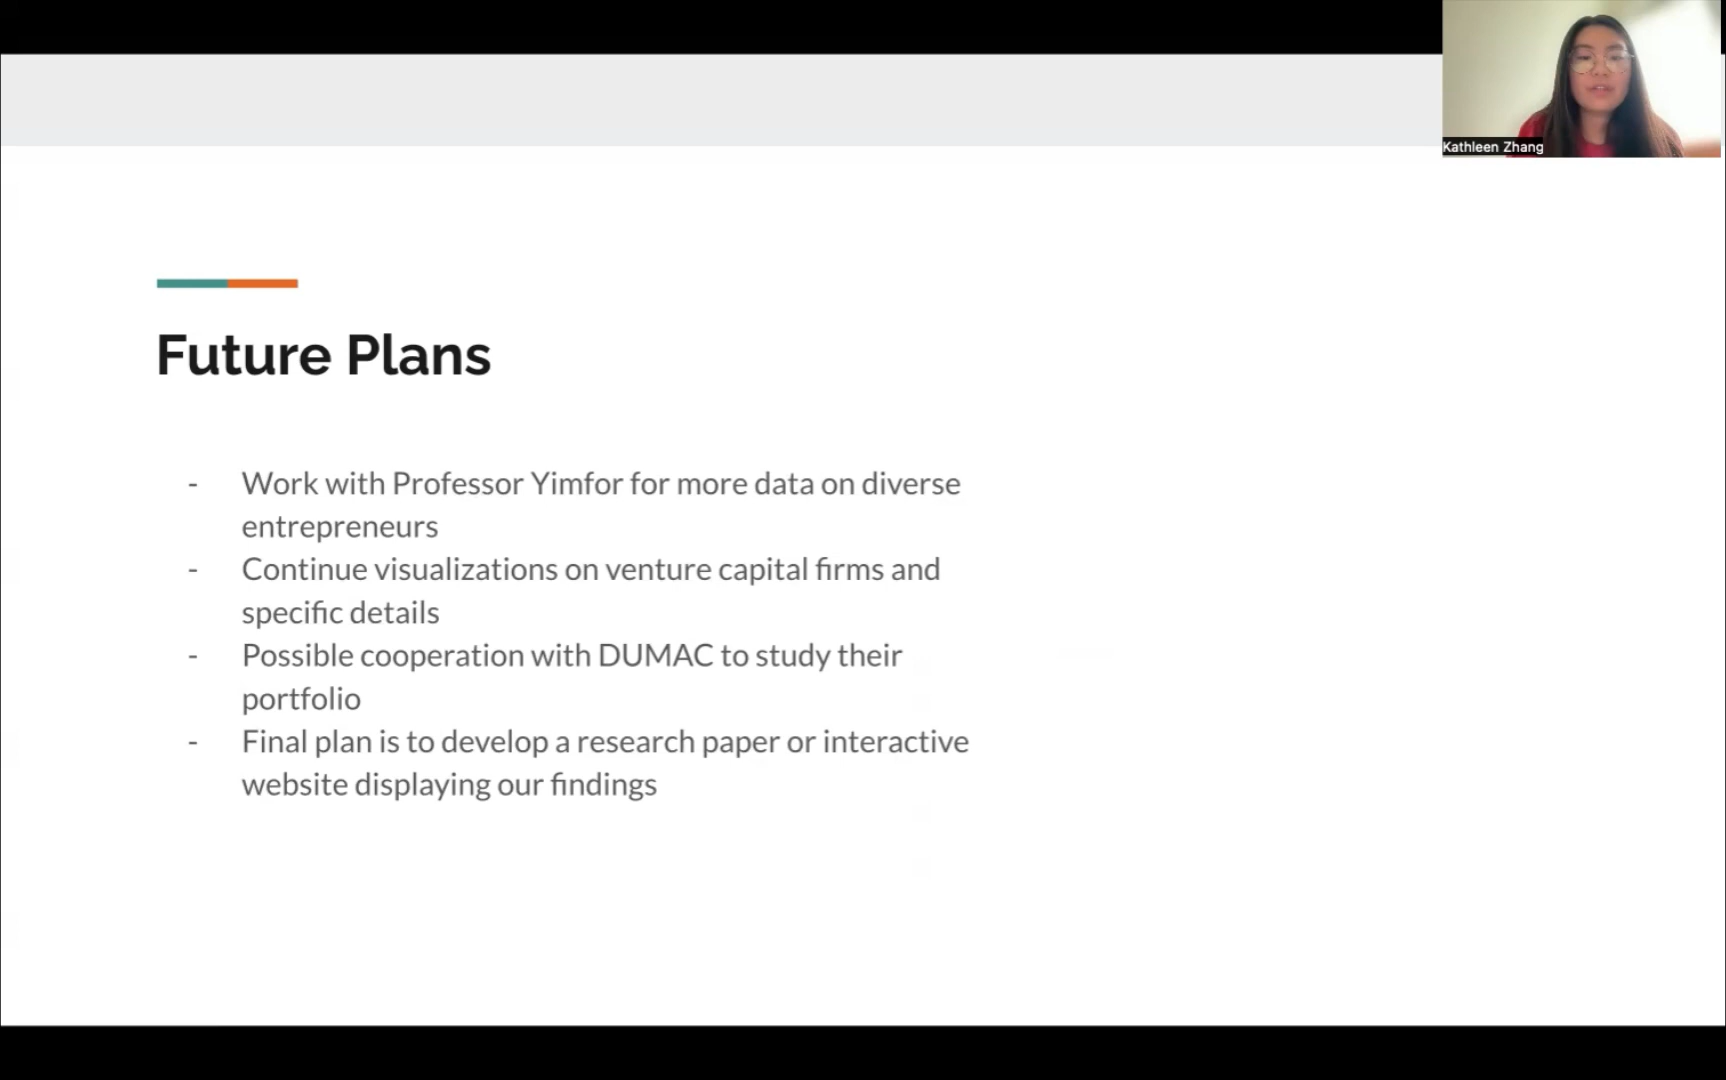 Kathleen Zhang
Future Plans
- Work with Professor Yimfor for more data on diverse
entrepreneurs
- Continue visualizations on venture capital firms and
specific details
- Possible cooperation with DUMAC to study their
portfolio
- Final plan is to develop a research paper or interactive
website displaying our findings